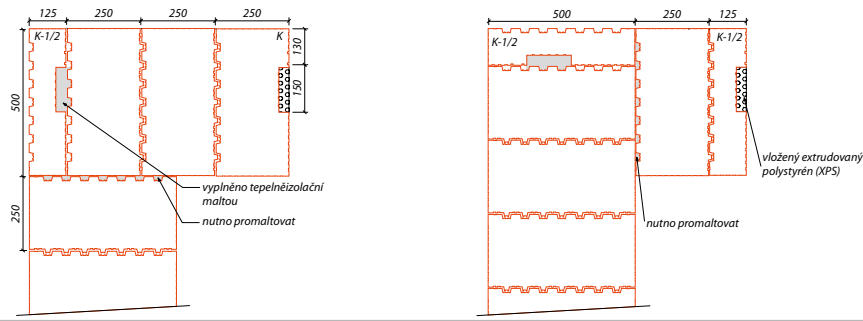 125 250 250 250
K-1/2 K
130
150
500
250
vyplněno tepelněizolační
maltou
nutno promaltovat
500 250 125
K-1/2 K-1/2
vložený extrudovaný
polystyrén (XPS)
nutno promaltovat